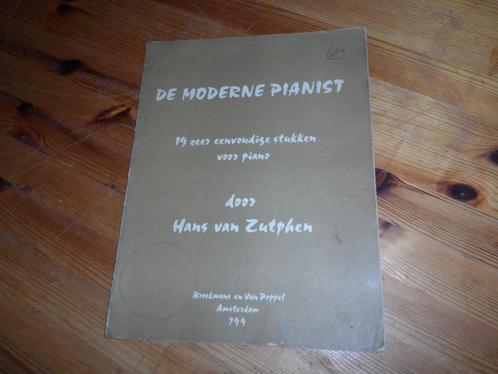 DE MODERNE PIANIST
19 zeer eenvoudige stukken
voor piano
door
Hans van Zutphen
Broekmans en Van Poppel
Amsterdam
799